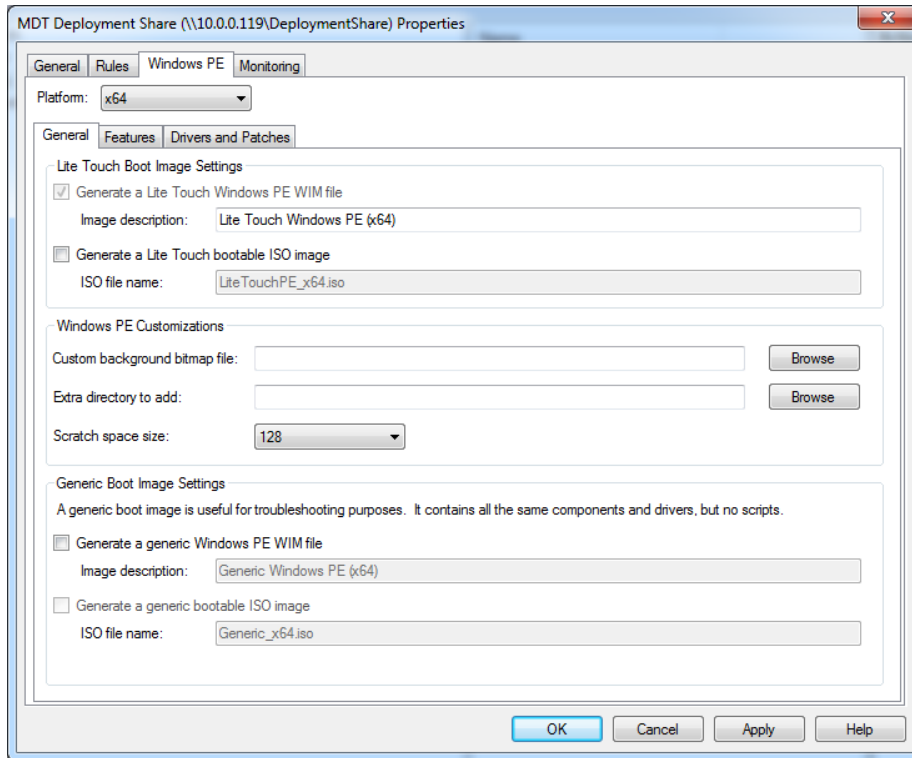 MDT Deployment Share (\\10.0.0.119\DeploymentShare) Properties
General Rules Windows PE Monitoring
Platform: x64
General Features Drivers and Patches
Lite Touch Boot Image Settings
Generate a Lite Touch Windows PE WIM file
Image description: Lite Touch Windows PE (x64)
Generate a Lite Touch bootable ISO image
ISO file name: LiteTouchPE_x64.iso
Windows PE Customizations
Custom background bitmap file: Browse
Extra directory to add: Browse
Scratch space size: 128
Generic Boot Image Settings
A generic boot image is useful for troubleshooting purposes. It contains all the same components and drivers, but no scripts.
Generate a generic Windows PE WIM file
Image description: Generic Windows PE (x64)
Generate a generic bootable ISO image
ISO file name: Generic_x64.iso
OK Cancel Apply Help